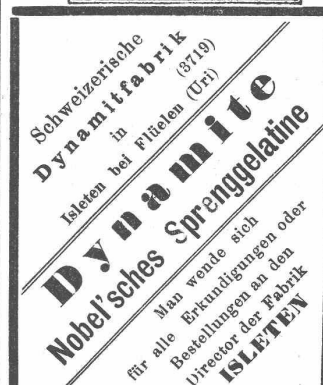 Schweizerische
Dynamitfabrik
in (3719)
Isleten bei Flüelen (Uri)
Dynamite
Nobel'sches Sprenggelatine
Man wende sich
für alle Erkundigungen oder
Bestellungen an den
Director der Fabrik
ISLETEN